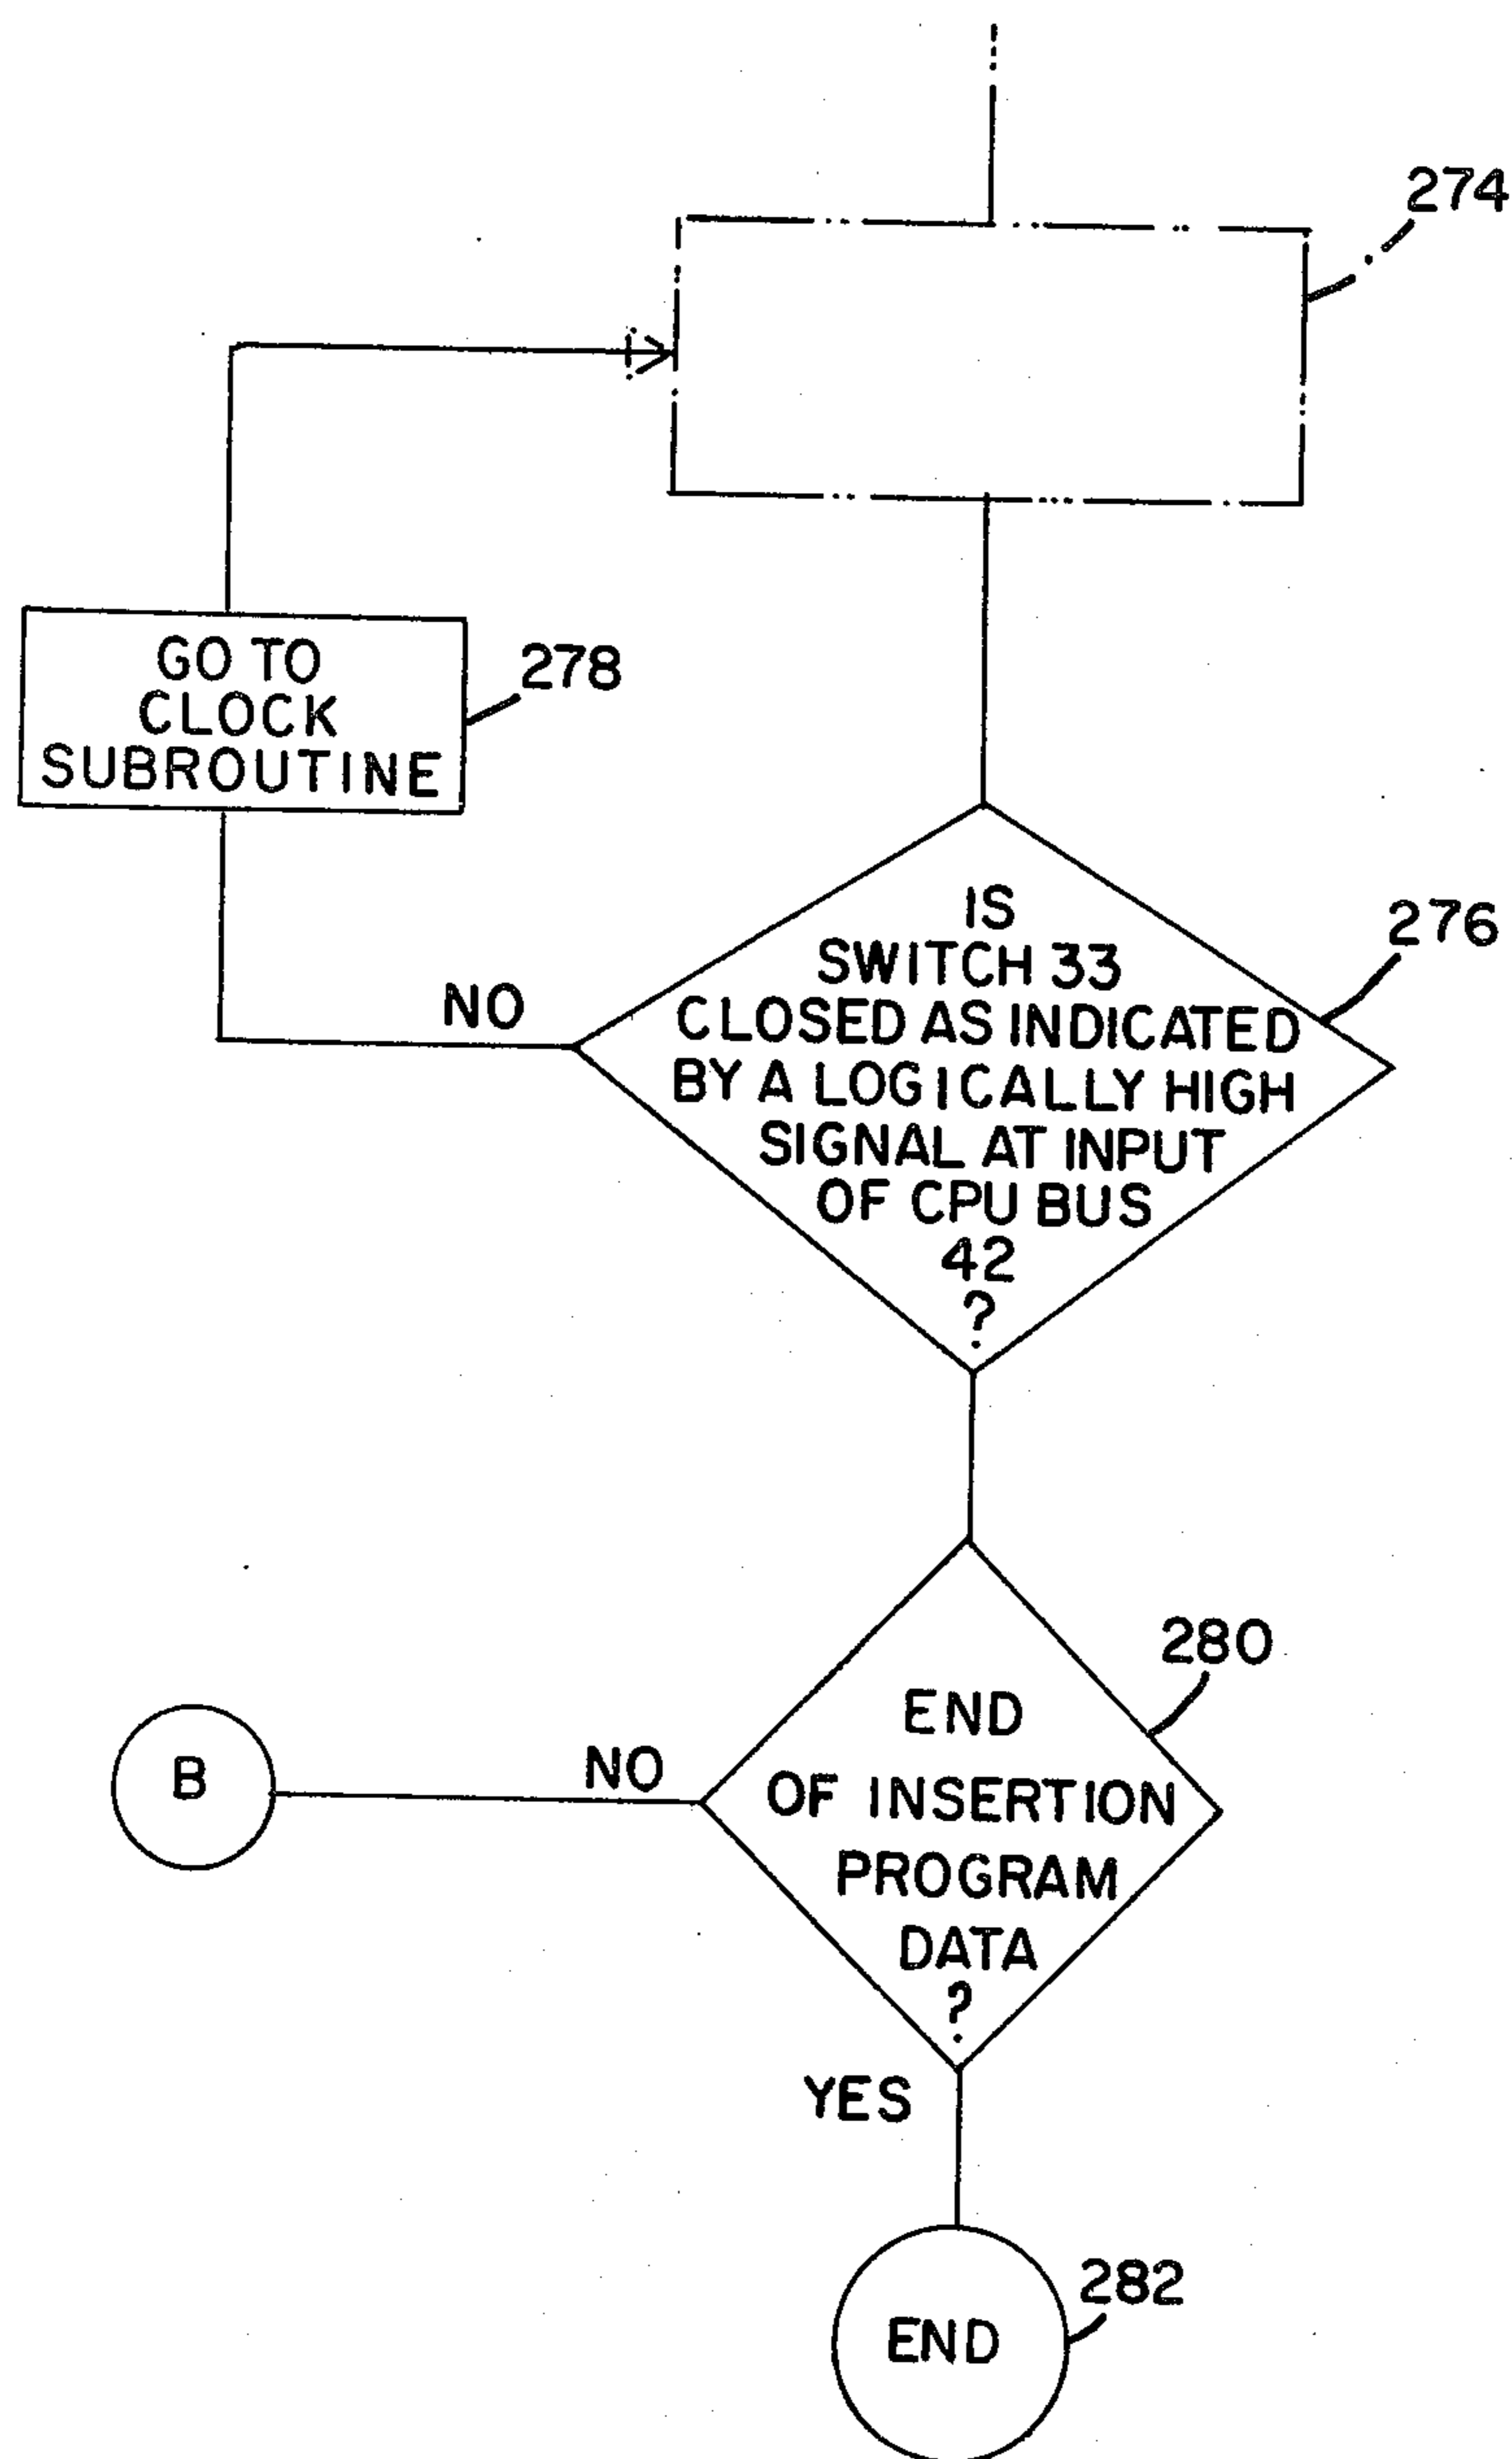 274
GO TO
CLOCK
SUBROUTINE
278
IS
SWITCH 33
CLOSED AS INDICATED
BY A LOGICALLY HIGH
SIGNAL AT INPUT
OF CPU BUS
42
?
276
NO
END
OF INSERTION
PROGRAM
DATA
?
280
NO
B
YES
END
282